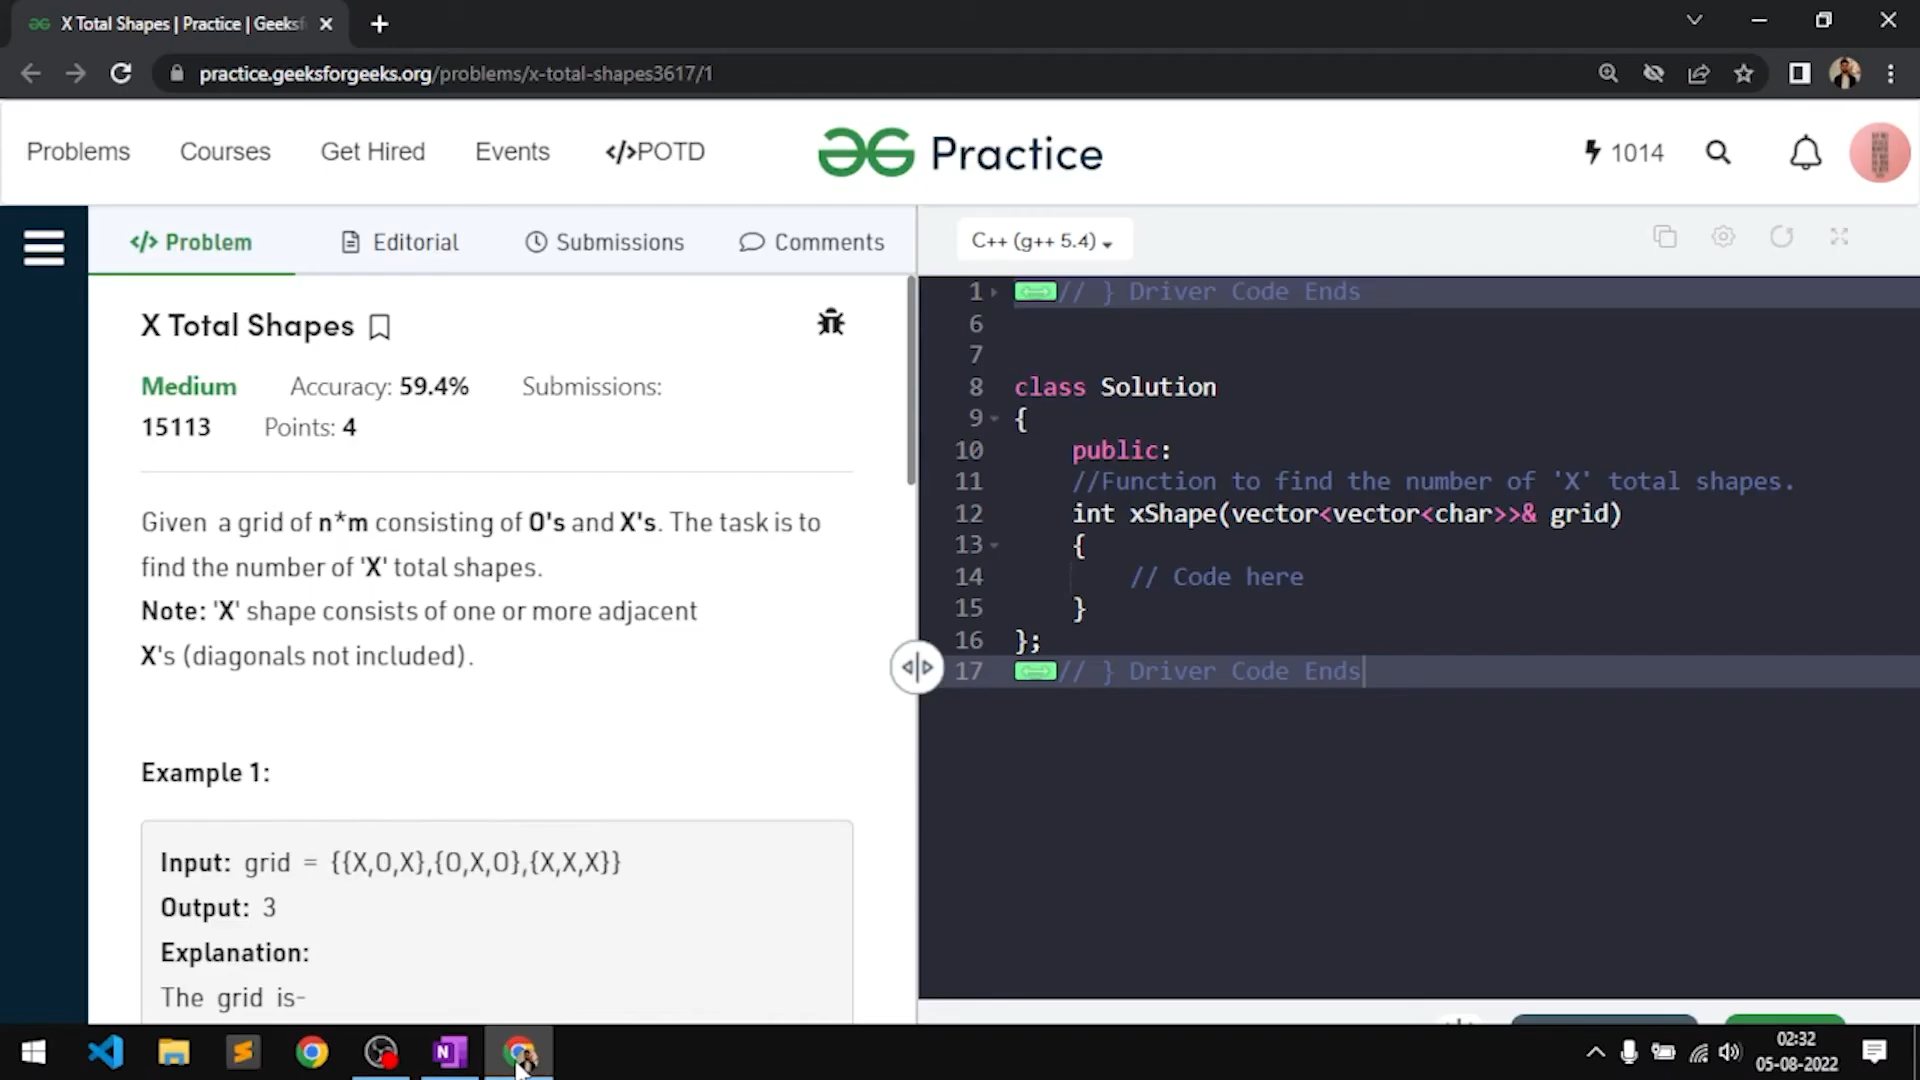 X Total Shapes | Practice | Geeksf
practice.geeksforgeeks.org/problems/x-total-shapes3617/1
Problems
Courses
Get Hired
Events
</>POTD
Practice
1014
</> Problem
Editorial
Submissions
Comments
C++ (g++ 5.4)
X Total Shapes
Medium Accuracy: 59.4% Submissions:
15113 Points: 4
Given a grid of n*m consisting of O's and X's. The task is to
find the number of 'X' total shapes.
Note: 'X' shape consists of one or more adjacent
X's (diagonals not included).
Example 1:
Input: grid = {{X,O,X},{O,X,O},{X,X,X}}
Output: 3
Explanation:
The grid is-
1 // } Driver Code Ends
6
7
8 class Solution
9 {
10 public:
11 //Function to find the number of 'X' total shapes.
12 int xShape(vector<vector<char>>& grid)
13 {
14 // Code here
15 }
16 };
17 // } Driver Code Ends
N
02:32
05-08-2022